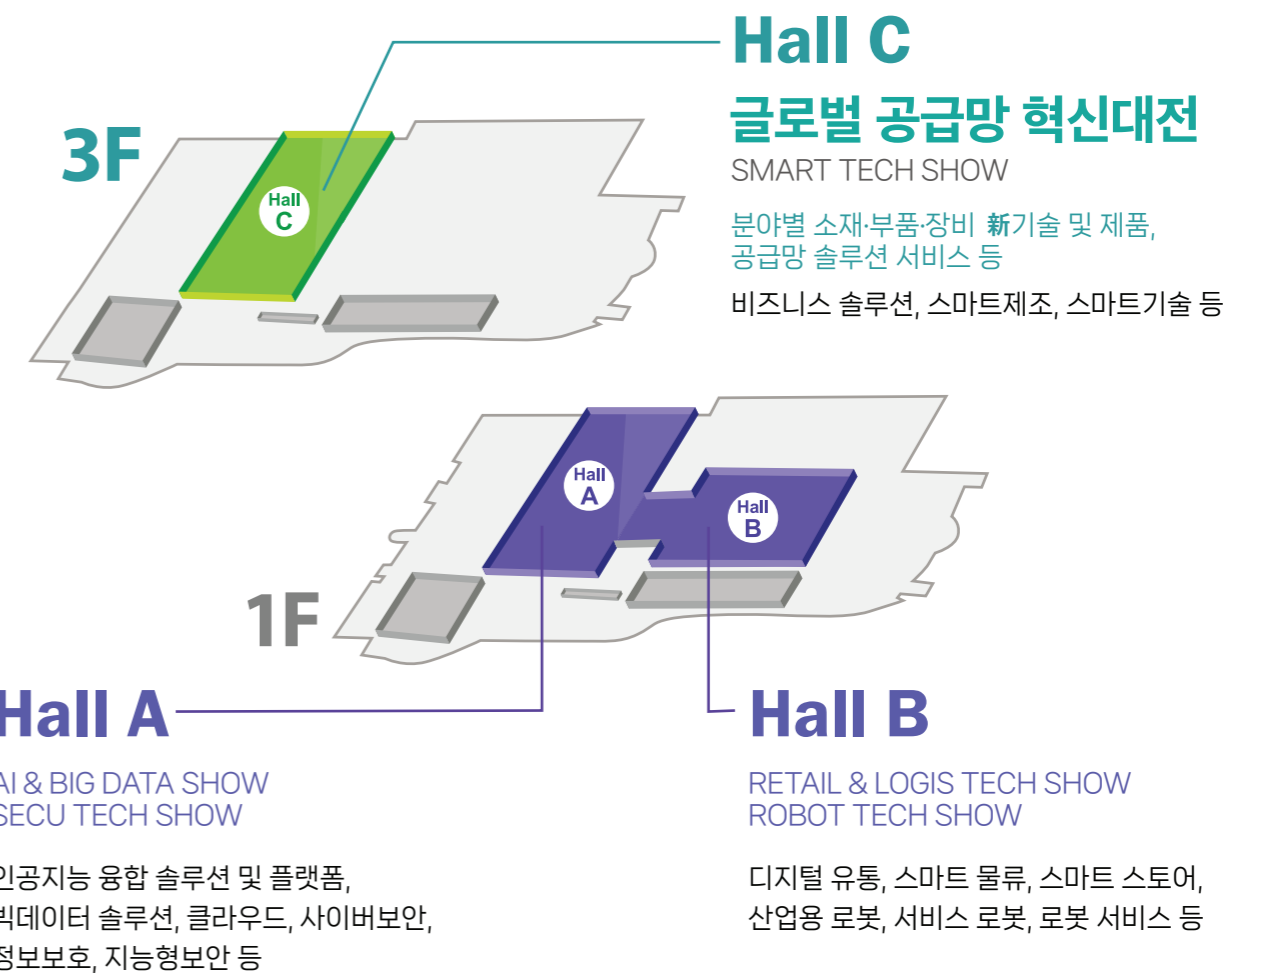 Hall C
글로벌 공급망 혁신대전
SMART TECH SHOW
분야별 소재·부품·장비 新기술 및 제품,
공급망 솔루션 서비스 등
비즈니스 솔루션, 스마트제조, 스마트기술 등
3F
Hall
C
Hall
A
Hall
B
1F
Hall A
AI & BIG DATA SHOW
SECU TECH SHOW
인공지능 융합 솔루션 및 플랫폼,
빅데이터 솔루션, 클라우드, 사이버보안,
정보보호, 지능형보안 등
Hall B
RETAIL & LOGIS TECH SHOW
ROBOT TECH SHOW
디지털 유통, 스마트 물류, 스마트 스토어,
산업용 로봇, 서비스 로봇, 로봇 서비스 등